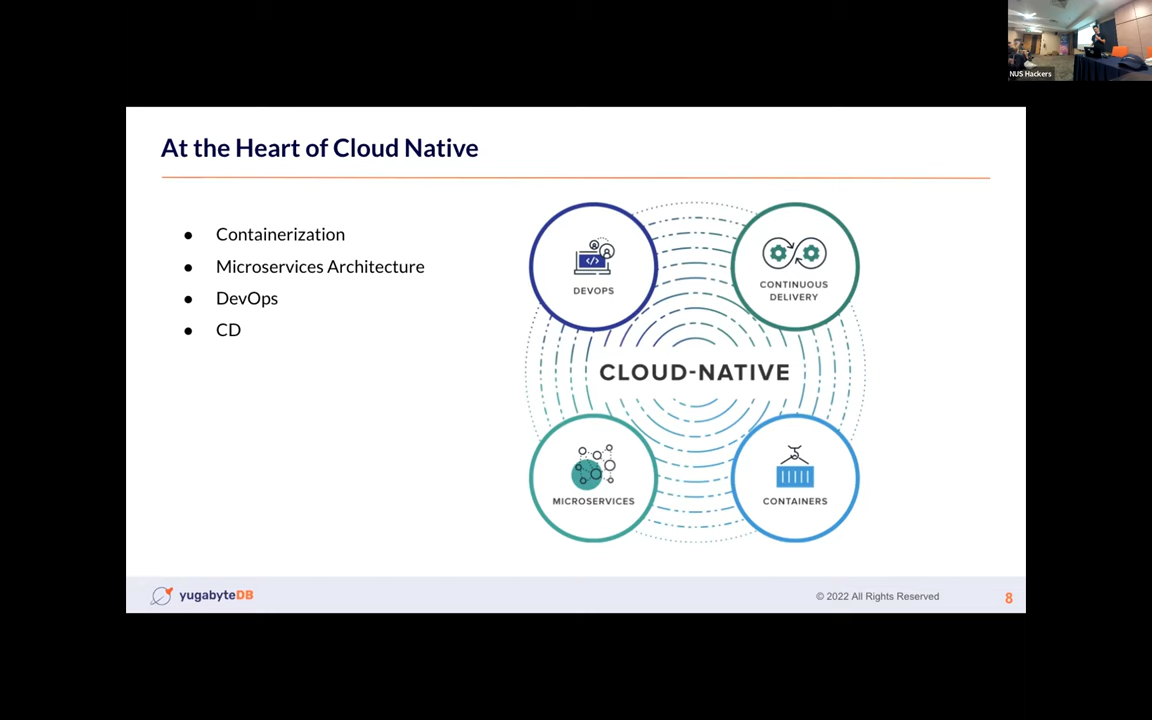 NUS Hackers
At the Heart of Cloud Native
● Containerization
● Microservices Architecture
● DevOps
● CD
DEVOPS
CONTINUOUS
DELIVERY
CLOUD-NATIVE
MICROSERVICES
CONTAINERS
yugabyteDB
© 2022 All Rights Reserved
8